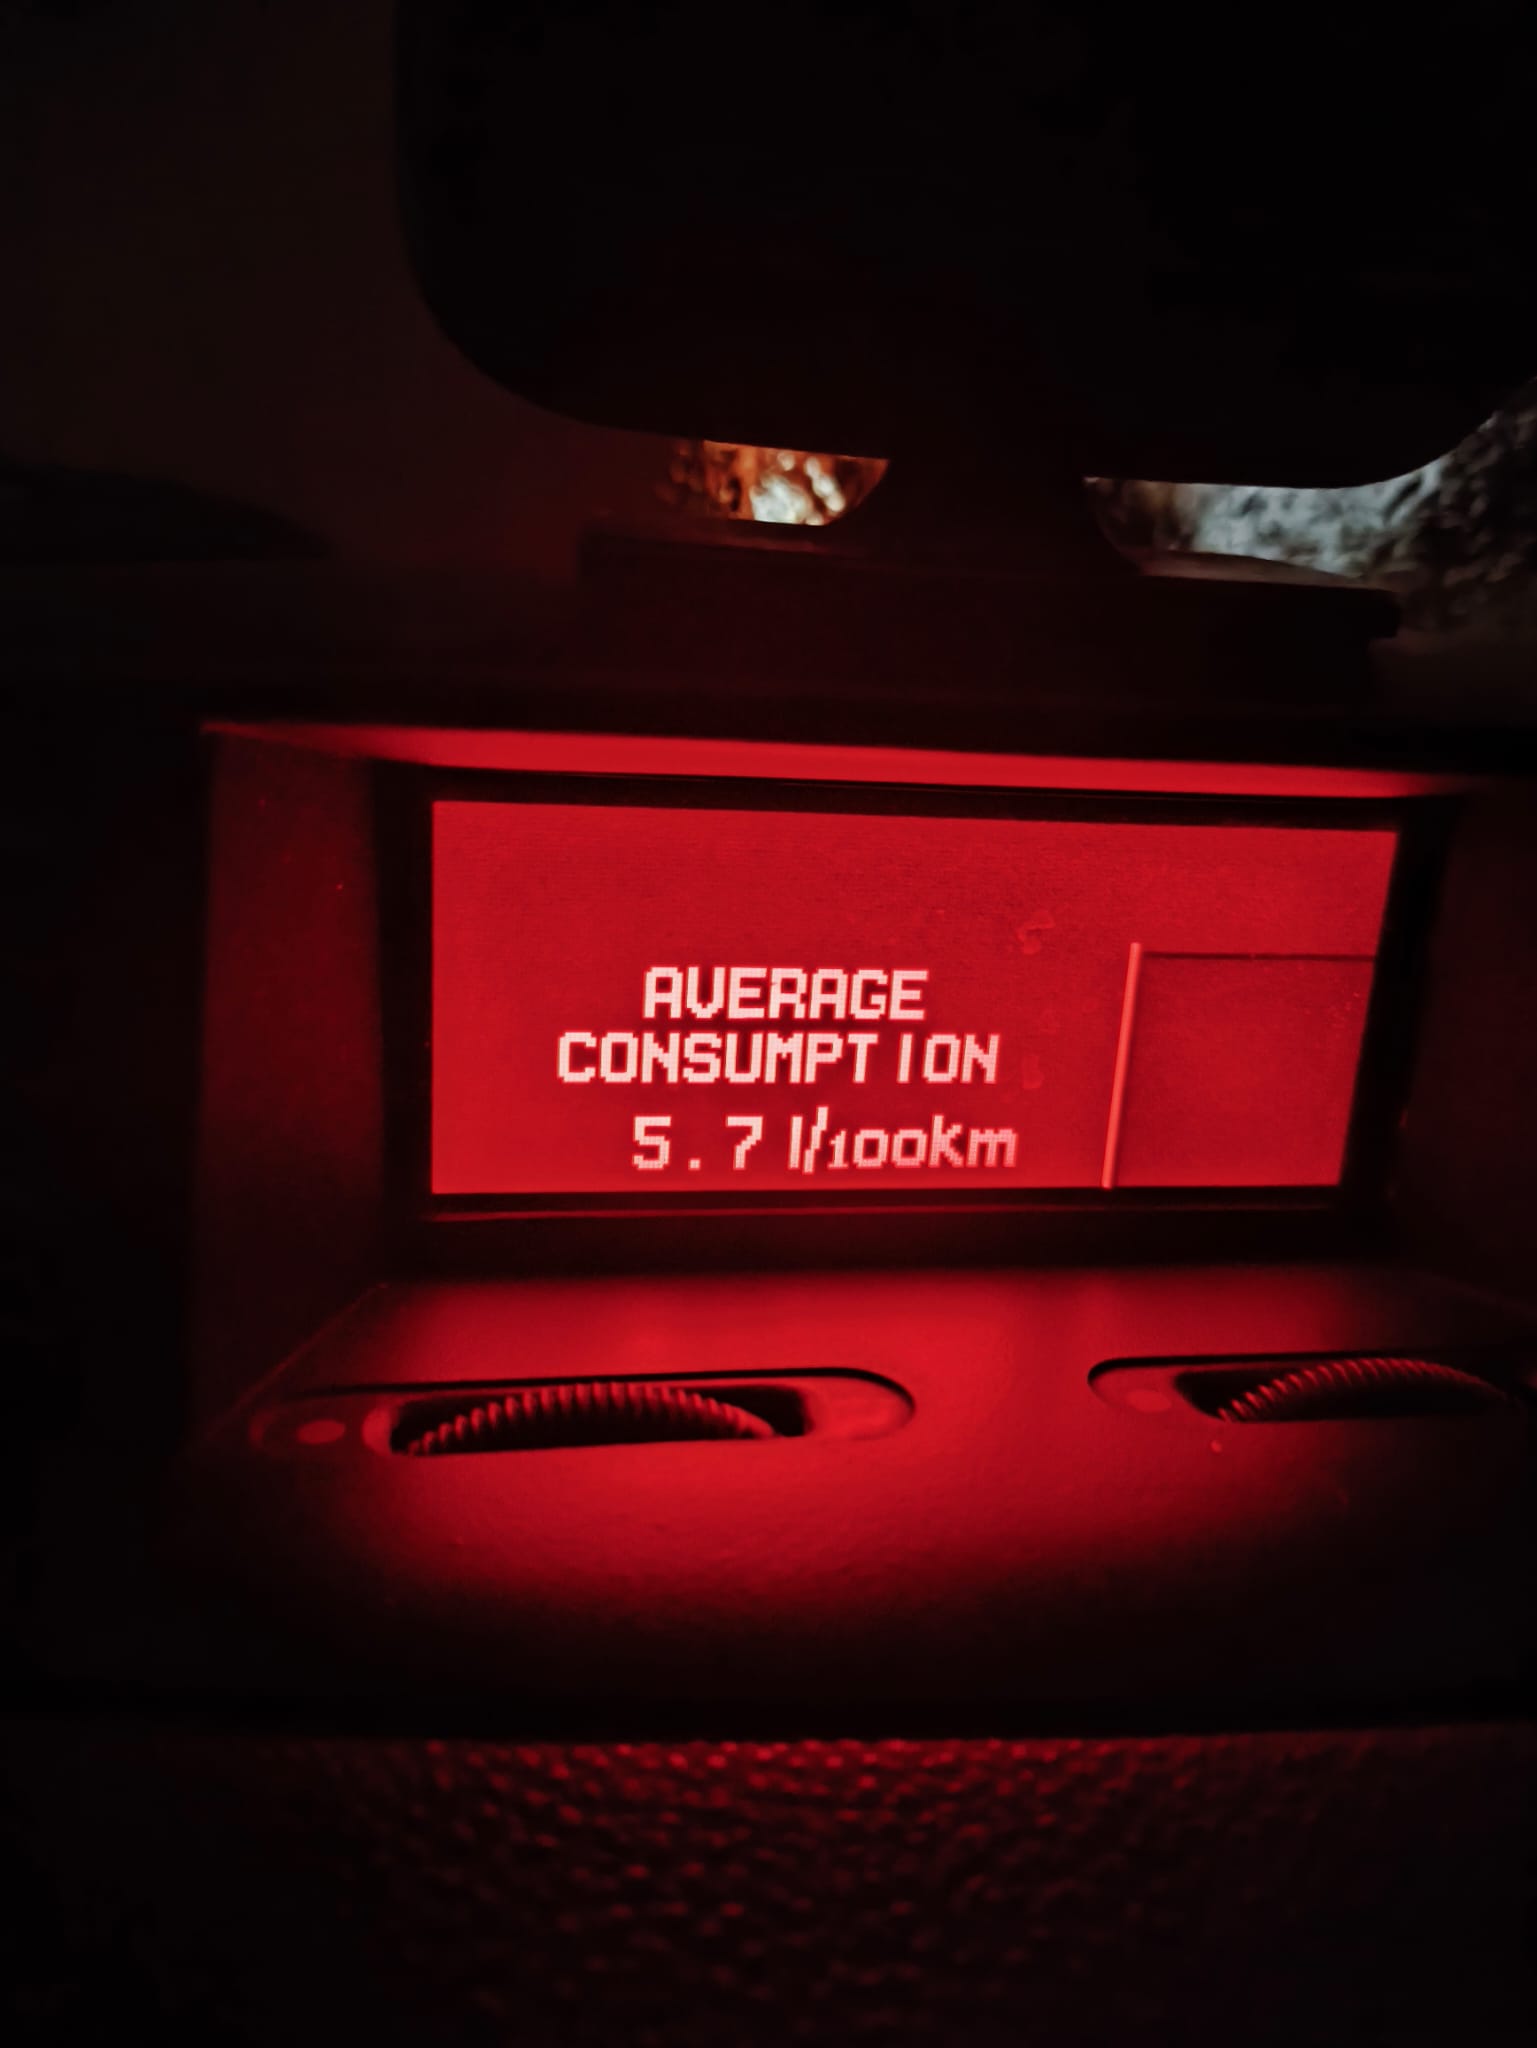 AVERAGE
CONSUMPTION
5.7 l/100km